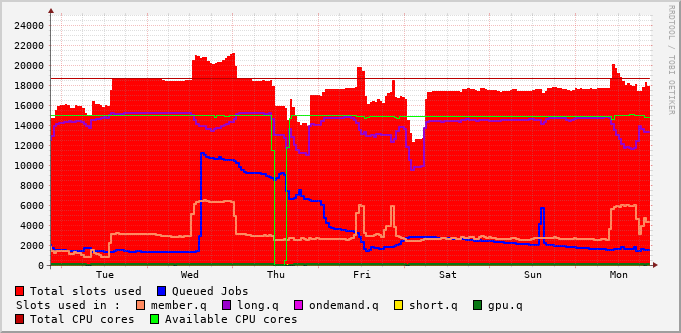 RRDTOOL / TOBI OETIKER
24000
22000
20000
18000
16000
14000
12000
10000
8000
6000
4000
2000
0
Tue Wed Thu Fri Sat Sun Mon
Total slots used Queued Jobs
Slots used in : member.q long.q ondemand.q short.q gpu.q
Total CPU cores Available CPU cores